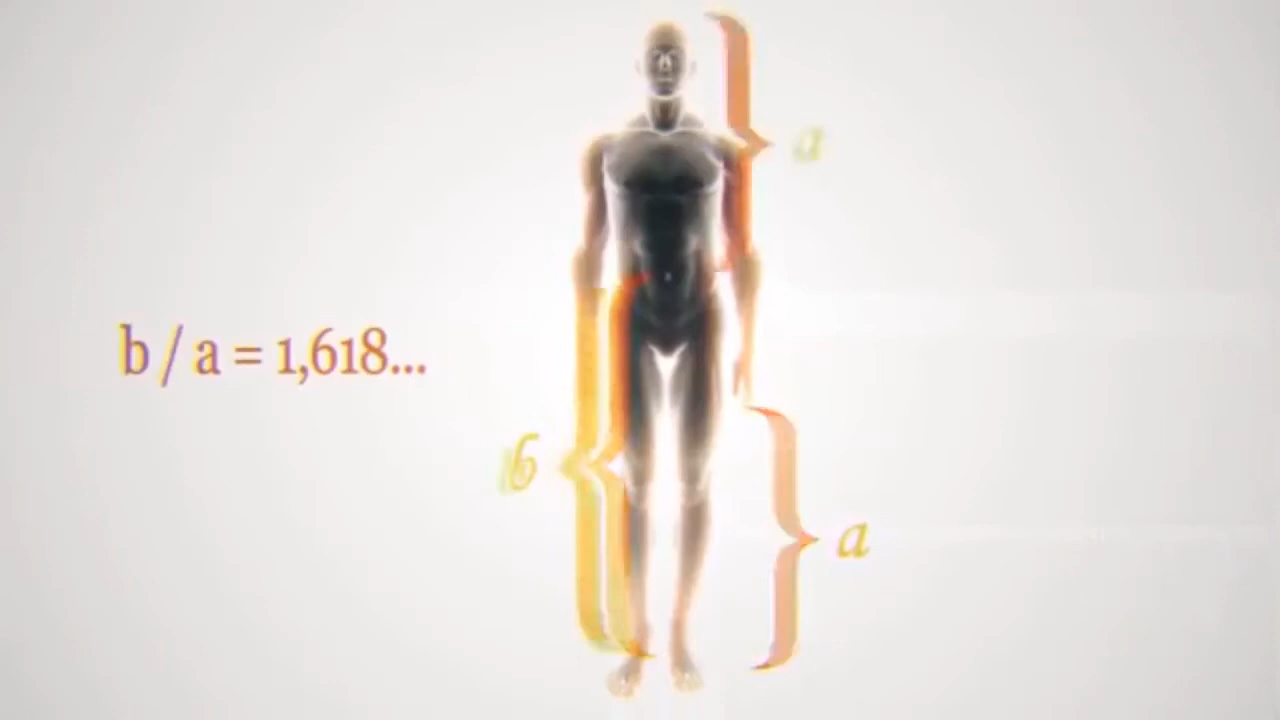 a
b / a = 1,618...
b
a